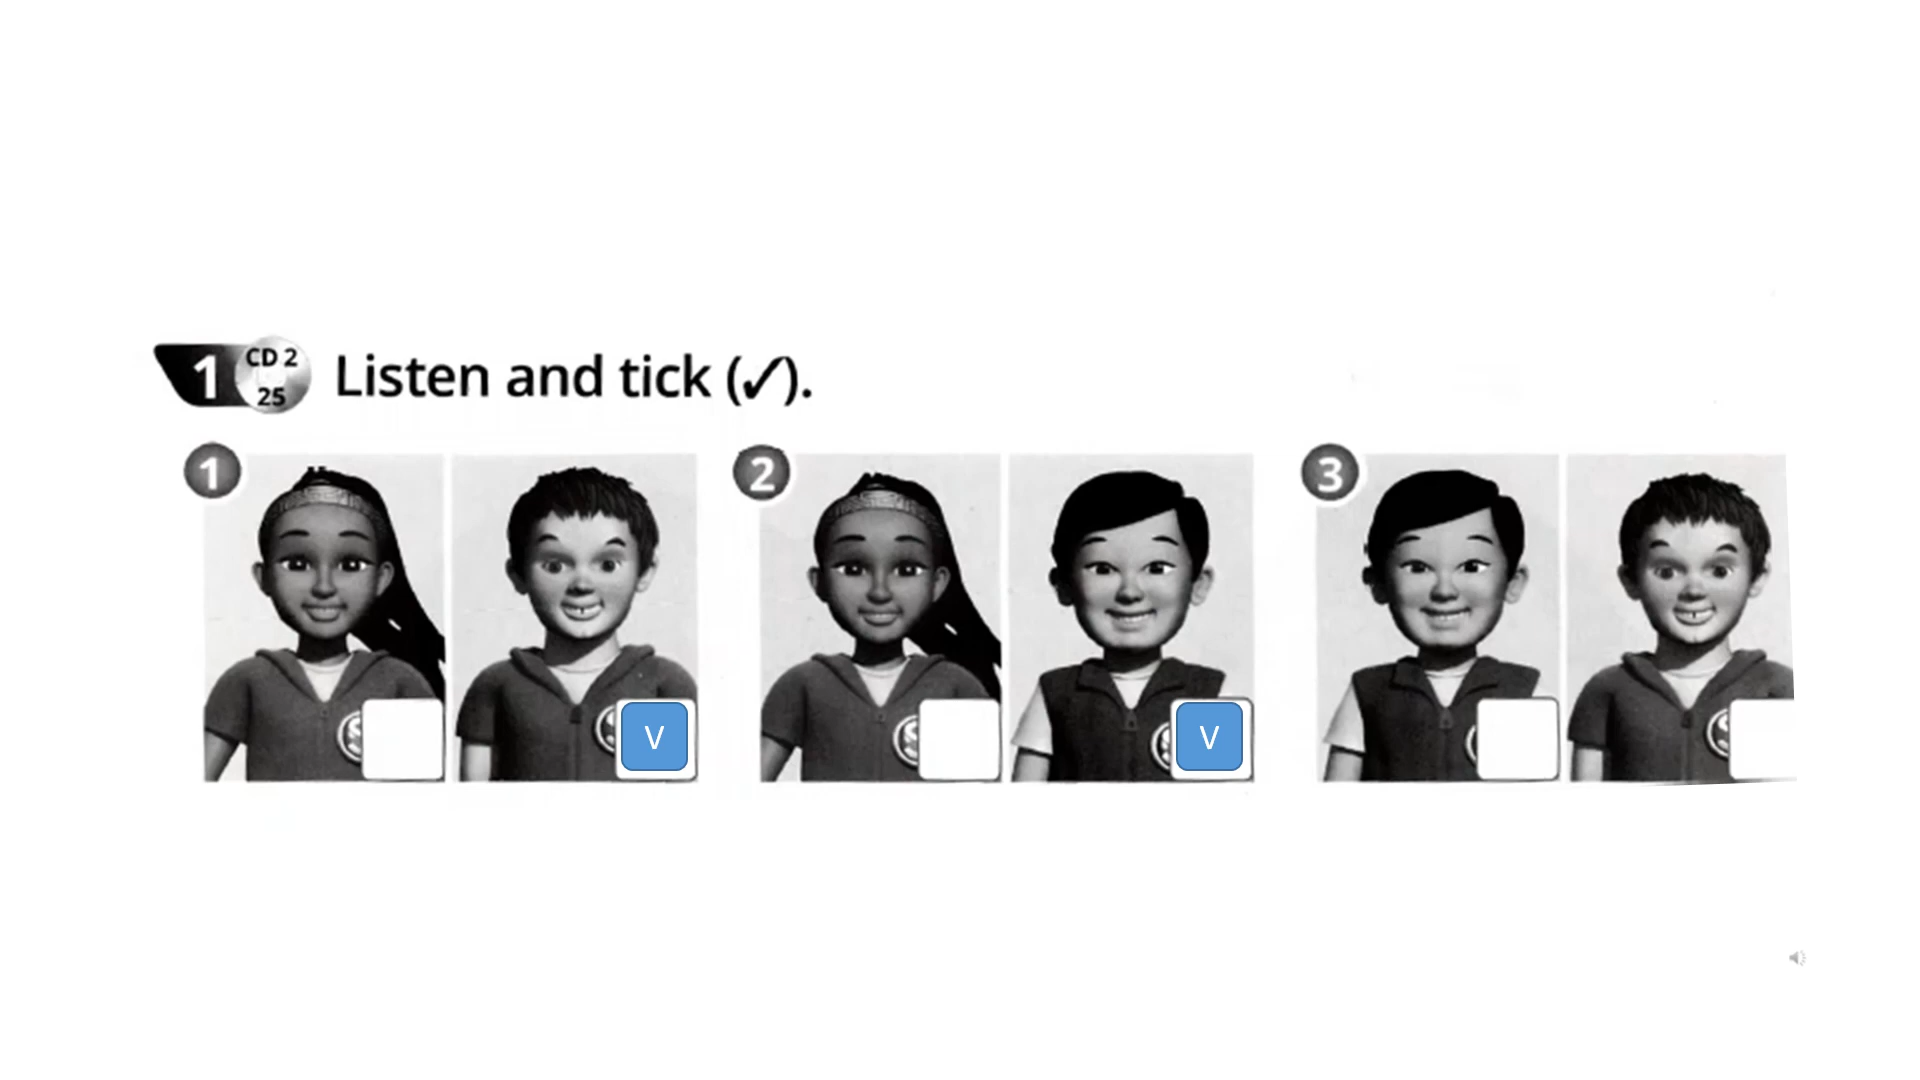 1 CD 2 25 Listen and tick (✓).
1 2 3
V V